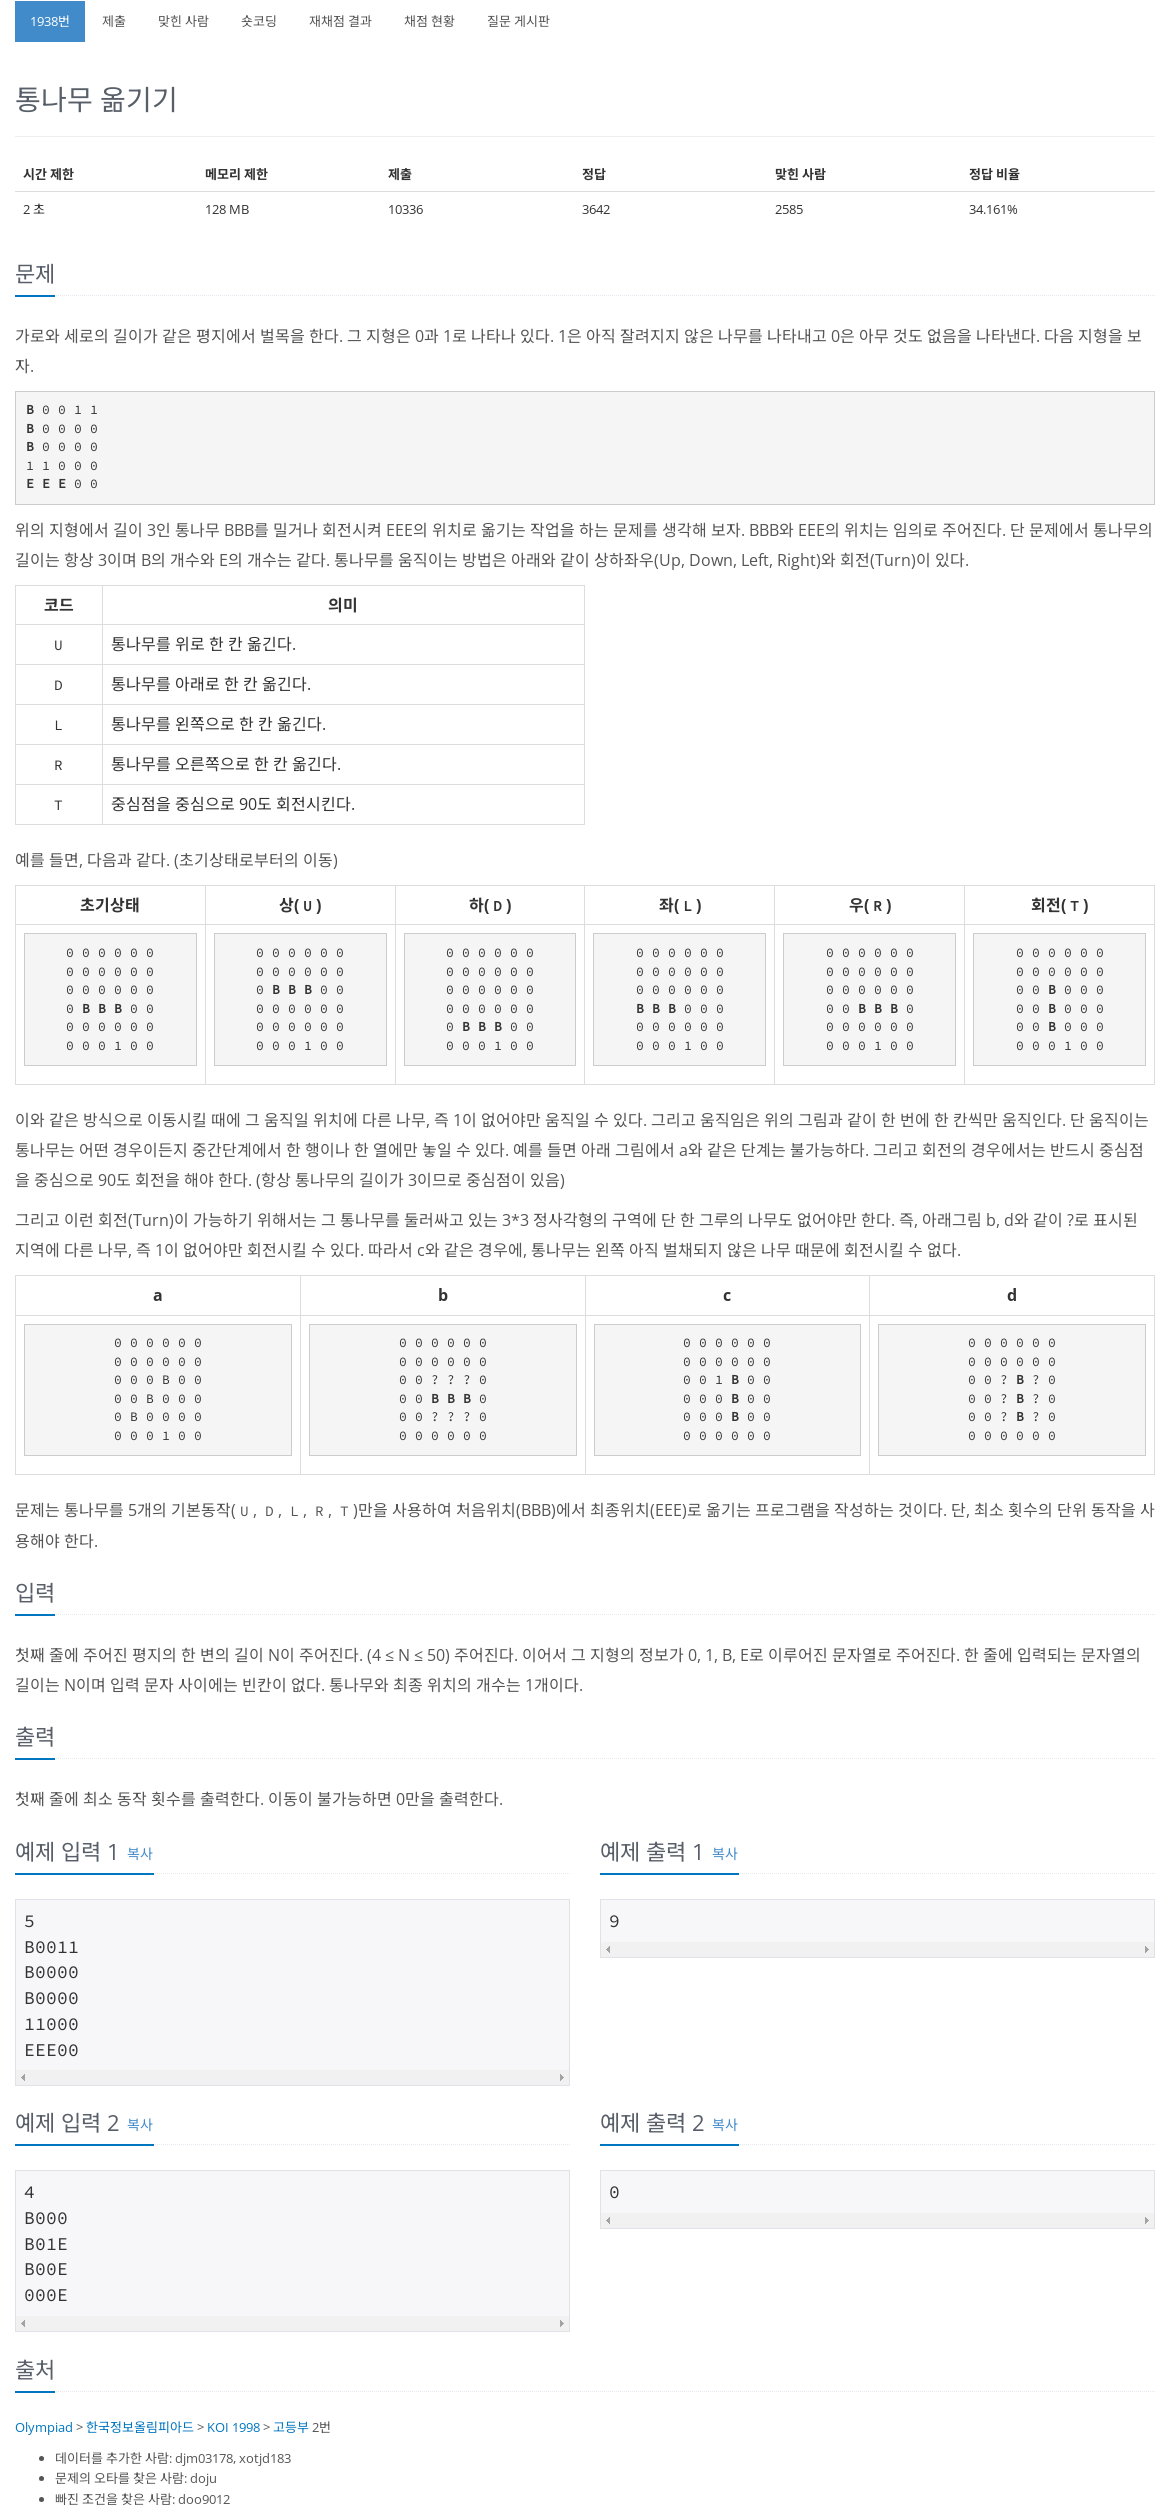 1938번 제출 맞힌 사람 숏코딩 재채점 결과 채점 현황 질문 게시판
통나무 옮기기
시간 제한 메모리 제한 제출 정답 맞힌 사람 정답 비율
2 초 128 MB 10336 3642 2585 34.161%
문제
가로와 세로의 길이가 같은 평지에서 벌목을 한다. 그 지형은 0과 1로 나타나 있다. 1은 아직 잘려지지 않은 나무를 나타내고 0은 아무 것도 없음을 나타낸다. 다음 지형을 보
자.
B 0 0 1 1
B 0 0 0 0
B 0 0 0 0
1 1 0 0 0
E E E 0 0
위의 지형에서 길이 3인 통나무 BBB를 밀거나 회전시켜 EEE의 위치로 옮기는 작업을 하는 문제를 생각해 보자. BBB와 EEE의 위치는 임의로 주어진다. 단 문제에서 통나무의
길이는 항상 3이며 B의 개수와 E의 개수는 같다. 통나무를 움직이는 방법은 아래와 같이 상하좌우(Up, Down, Left, Right)와 회전(Turn)이 있다.
코드 의미
U 통나무를 위로 한 칸 옮긴다.
D 통나무를 아래로 한 칸 옮긴다.
L 통나무를 왼쪽으로 한 칸 옮긴다.
R 통나무를 오른쪽으로 한 칸 옮긴다.
T 중심점을 중심으로 90도 회전시킨다.
예를 들면, 다음과 같다. (초기상태로부터의 이동)
초기상태 상( U ) 하( D ) 좌( L ) 우( R ) 회전( T )
0 0 0 0 0 0 0 0 0 0 0 0 0 0 0 0 0 0 0 0 0 0 0 0 0 0 0 0 0 0 0 0 0 0 0 0
0 0 0 0 0 0 0 0 0 0 0 0 0 0 0 0 0 0 0 0 0 0 0 0 0 0 0 0 0 0 0 0 0 0 0 0
0 0 0 0 0 0 0 B B B 0 0 0 0 0 0 0 0 0 0 0 0 0 0 0 0 0 0 0 0 0 0 B 0 0 0
0 B B B 0 0 0 0 0 0 0 0 0 0 0 0 0 0 B B B 0 0 0 0 0 B B B 0 0 0 B 0 0 0
0 0 0 0 0 0 0 0 0 0 0 0 0 B B B 0 0 0 0 0 0 0 0 0 0 0 0 0 0 0 0 B 0 0 0
0 0 0 1 0 0 0 0 0 1 0 0 0 0 0 1 0 0 0 0 0 1 0 0 0 0 0 1 0 0 0 0 0 1 0 0
이와 같은 방식으로 이동시킬 때에 그 움직일 위치에 다른 나무, 즉 1이 없어야만 움직일 수 있다. 그리고 움직임은 위의 그림과 같이 한 번에 한 칸씩만 움직인다. 단 움직이는
통나무는 어떤 경우이든지 중간단계에서 한 행이나 한 열에만 놓일 수 있다. 예를 들면 아래 그림에서 a와 같은 단계는 불가능하다. 그리고 회전의 경우에서는 반드시 중심점
을 중심으로 90도 회전을 해야 한다. (항상 통나무의 길이가 3이므로 중심점이 있음)
그리고 이런 회전(Turn)이 가능하기 위해서는 그 통나무를 둘러싸고 있는 3*3 정사각형의 구역에 단 한 그루의 나무도 없어야만 한다. 즉, 아래그림 b, d와 같이 ?로 표시된
지역에 다른 나무, 즉 1이 없어야만 회전시킬 수 있다. 따라서 c와 같은 경우에, 통나무는 왼쪽 아직 벌채되지 않은 나무 때문에 회전시킬 수 없다.
a b c d
0 0 0 0 0 0 0 0 0 0 0 0 0 0 0 0 0 0 0 0 0 0 0 0
0 0 0 0 0 0 0 0 0 0 0 0 0 0 0 0 0 0 0 0 0 0 0 0
0 0 0 B 0 0 0 0 ? ? ? 0 0 0 1 B 0 0 0 0 ? B ? 0
0 0 B 0 0 0 0 0 B B B 0 0 0 0 B 0 0 0 0 ? B ? 0
0 B 0 0 0 0 0 0 ? ? ? 0 0 0 0 B 0 0 0 0 ? B ? 0
0 0 0 1 0 0 0 0 0 0 0 0 0 0 0 0 0 0 0 0 0 0 0 0
문제는 통나무를 5개의 기본동작( U , D , L , R , T )만을 사용하여 처음위치(BBB)에서 최종위치(EEE)로 옮기는 프로그램을 작성하는 것이다. 단, 최소 횟수의 단위 동작을 사
용해야 한다.
입력
첫째 줄에 주어진 평지의 한 변의 길이 N이 주어진다. (4 ≤ N ≤ 50) 주어진다. 이어서 그 지형의 정보가 0, 1, B, E로 이루어진 문자열로 주어진다. 한 줄에 입력되는 문자열의
길이는 N이며 입력 문자 사이에는 빈칸이 없다. 통나무와 최종 위치의 개수는 1개이다.
출력
첫째 줄에 최소 동작 횟수를 출력한다. 이동이 불가능하면 0만을 출력한다.
예제 입력 1 복사
5
B0011
B0000
B0000
11000
EEE00
예제 출력 1 복사
9
예제 입력 2 복사
4
B000
B01E
B00E
000E
예제 출력 2 복사
0
출처
Olympiad > 한국정보올림피아드 > KOI 1998 > 고등부 2번
데이터를 추가한 사람: djm03178, xotjd183
문제의 오타를 찾은 사람: doju
빠진 조건을 찾은 사람: doo9012